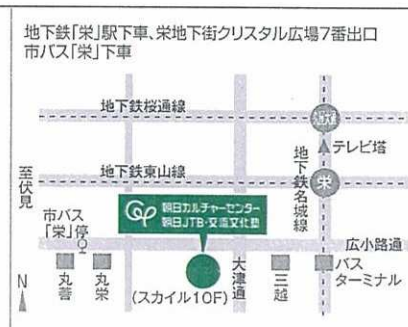 地下鉄「栄」駅下車、栄地下街クリスタル広場7番出口
市バス「栄」下車
地下鉄桜通線
テレビ塔
地下鉄名城線
至伏見
地下鉄東山線
栄
朝日カルチャーセンター
朝日JTB・交流文化塾
市バス
「栄」停
広小路通
丸善
丸栄
(スカイル10F)
大津通
三越
バス
ターミナル
N